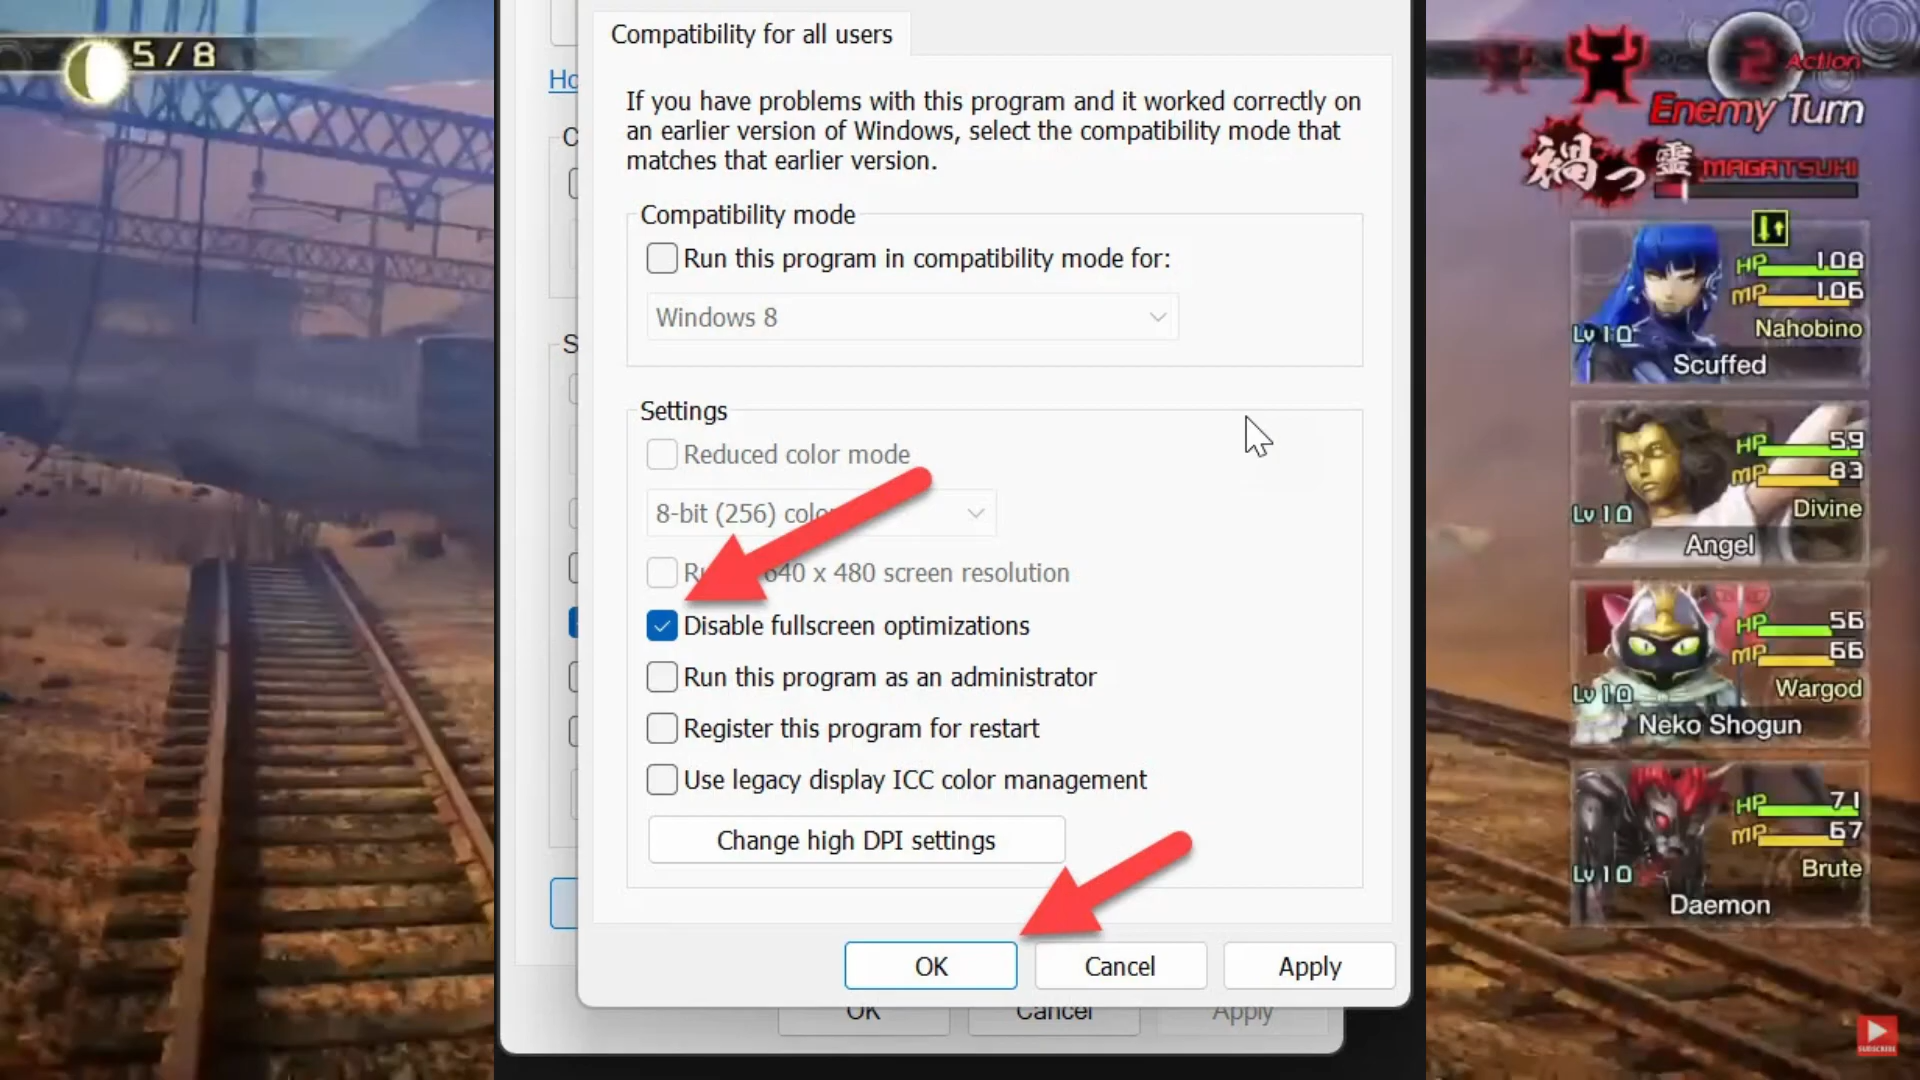 5/8
Compatibility for all users
If you have problems with this program and it worked correctly on
an earlier version of Windows, select the compatibility mode that
matches that earlier version.
Compatibility mode
Run this program in compatibility mode for:
Windows 8
Settings
Reduced color mode
8-bit (256) color
640 x 480 screen resolution
Disable fullscreen optimizations
Run this program as an administrator
Register this program for restart
Use legacy display ICC color management
Change high DPI settings
OK
Cancel
Apply
OK
Cancel
Apply
2 Action
Enemy Turn
禍つ霊 MAGATSUHI
HP 108
MP 106
Lv 10 Nahobino
Scuffed
HP 59
MP 83
Lv 10 Divine
Angel
HP 56
MP 66
Lv 10 Wargod
Neko Shogun
HP 71
MP 67
Lv 10 Brute
Daemon
SUBSCRIBE